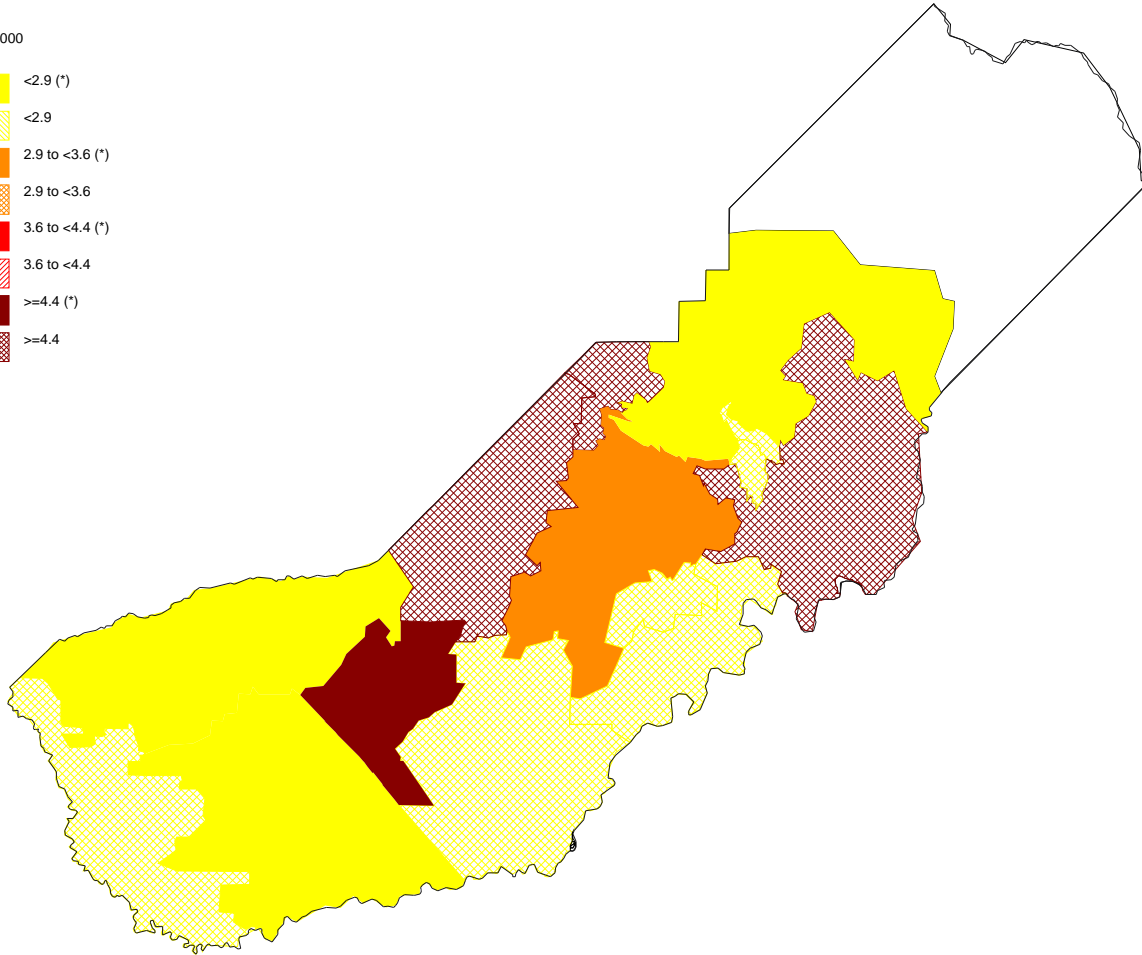 000
<2.9 (*)
<2.9
2.9 to <3.6 (*)
2.9 to <3.6
3.6 to <4.4 (*)
3.6 to <4.4
>=4.4 (*)
>=4.4